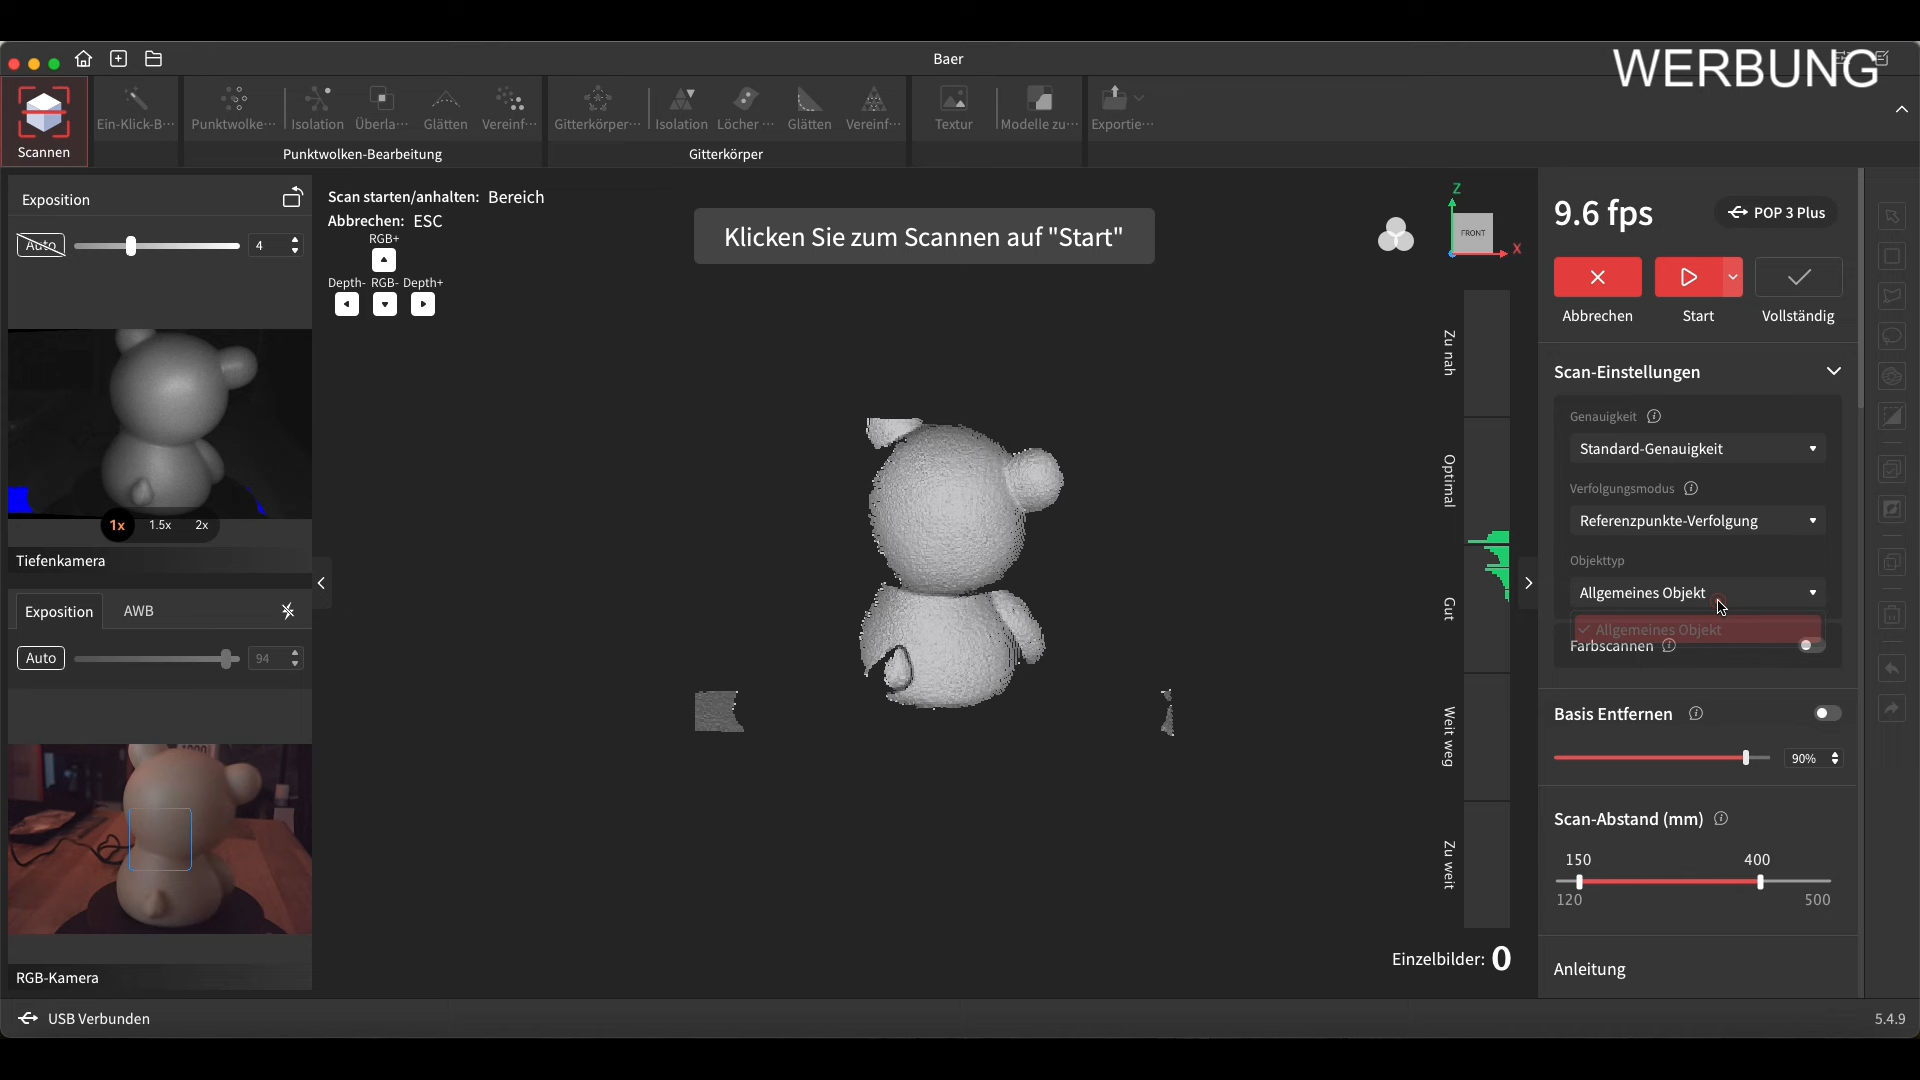 Baer
WERBUNG
Scannen
Ein-Klick-B···
Punktwolke···
Isolation
Überla···
Glätten
Vereinf···
Punktwolken-Bearbeitung
Gitterkörper···
Isolation
Löcher ···
Glätten
Vereinf···
Gitterkörper
Textur
Modelle zu···
Exportie···
Exposition
Auto
4
1x
1.5x
2x
Tiefenkamera
Exposition
AWB
Auto
94
RGB-Kamera
Scan starten/anhalten: Bereich
Abbrechen: ESC
RGB+
Depth-
RGB-
Depth+
Klicken Sie zum Scannen auf "Start"
Z
FRONT
X
Zu nah
Optimal
Gut
Weit weg
Zu weit
Einzelbilder: 0
9.6 fps
POP 3 Plus
Abbrechen
Start
Vollständig
Scan-Einstellungen
Genauigkeit
Standard-Genauigkeit
Verfolgungsmodus
Referenzpunkte-Verfolgung
Objekttyp
Allgemeines Objekt
Allgemeines Objekt
Farbscannen
Basis Entfernen
90%
Scan-Abstand (mm)
150
400
120
500
Anleitung
USB Verbunden
5.4.9